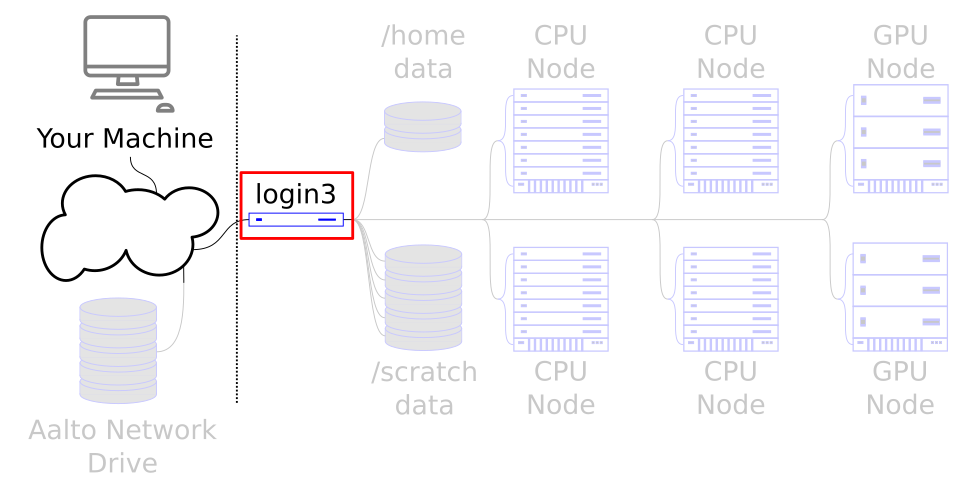 /home
data
CPU
Node
CPU
Node
GPU
Node
Your Machine
login3
/scratch
data
CPU
Node
CPU
Node
GPU
Node
Aalto Network
Drive